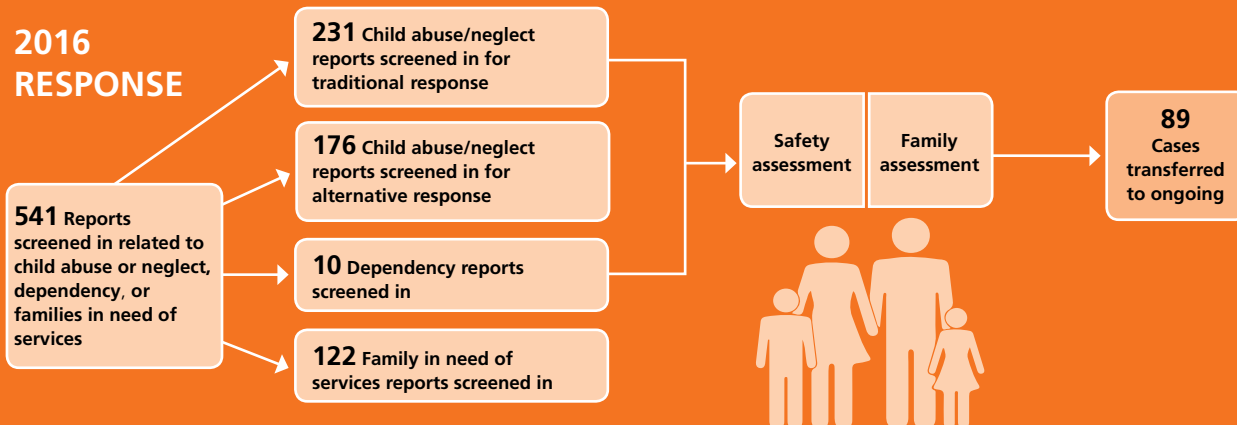 2016
RESPONSE
541 Reports
screened in related to
child abuse or neglect,
dependency, or
families in need of
services
231 Child abuse/neglect
reports screened in for
traditional response
176 Child abuse/neglect
reports screened in for
alternative response
10 Dependency reports
screened in
122 Family in need of
services reports screened in
Safety
assessment
Family
assessment
89
Cases
transferred
to ongoing